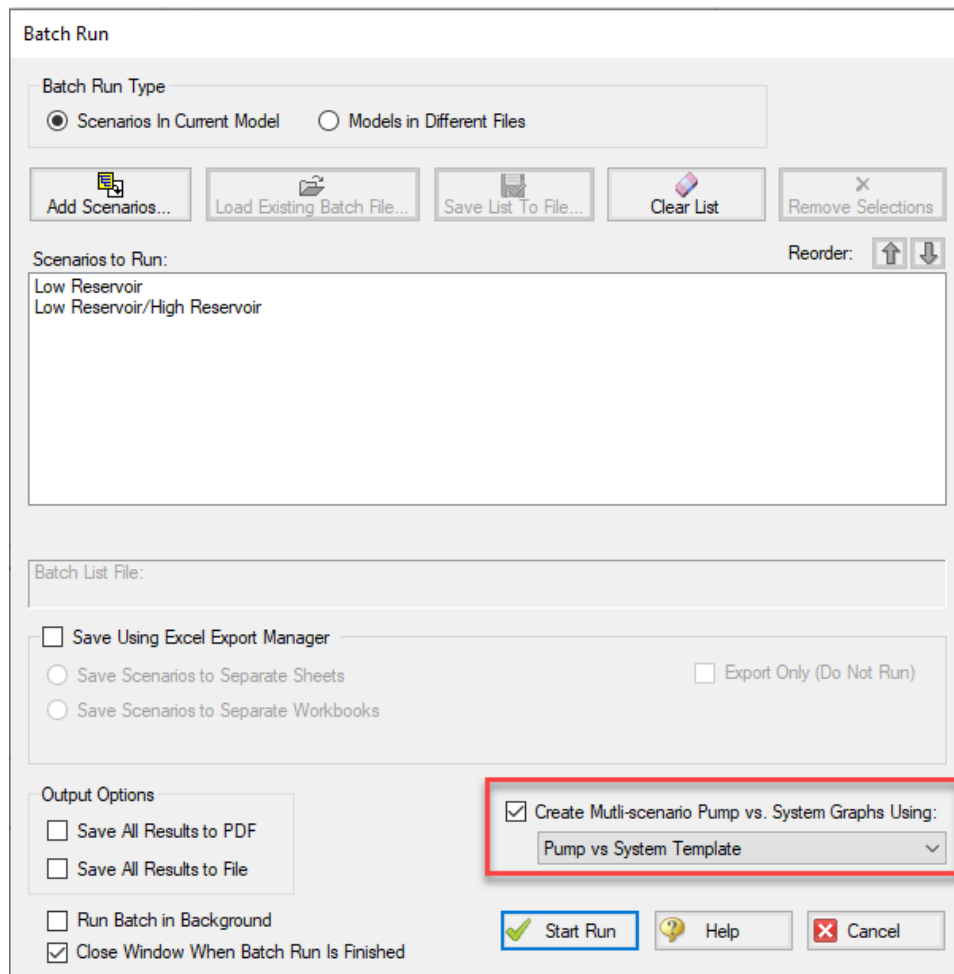 Batch Run
Batch Run Type
Scenarios In Current Model
Models in Different Files
Add Scenarios...
Load Existing Batch File...
Save List To File...
Clear List
Remove Selections
Scenarios to Run:
Reorder:
Low Reservoir
Low Reservoir/High Reservoir
Batch List File:
Save Using Excel Export Manager
Save Scenarios to Separate Sheets
Export Only (Do Not Run)
Save Scenarios to Separate Workbooks
Output Options
Save All Results to PDF
Save All Results to File
Create Mutli-scenario Pump vs. System Graphs Using:
Pump vs System Template
Run Batch in Background
Close Window When Batch Run Is Finished
Start Run
Help
Cancel